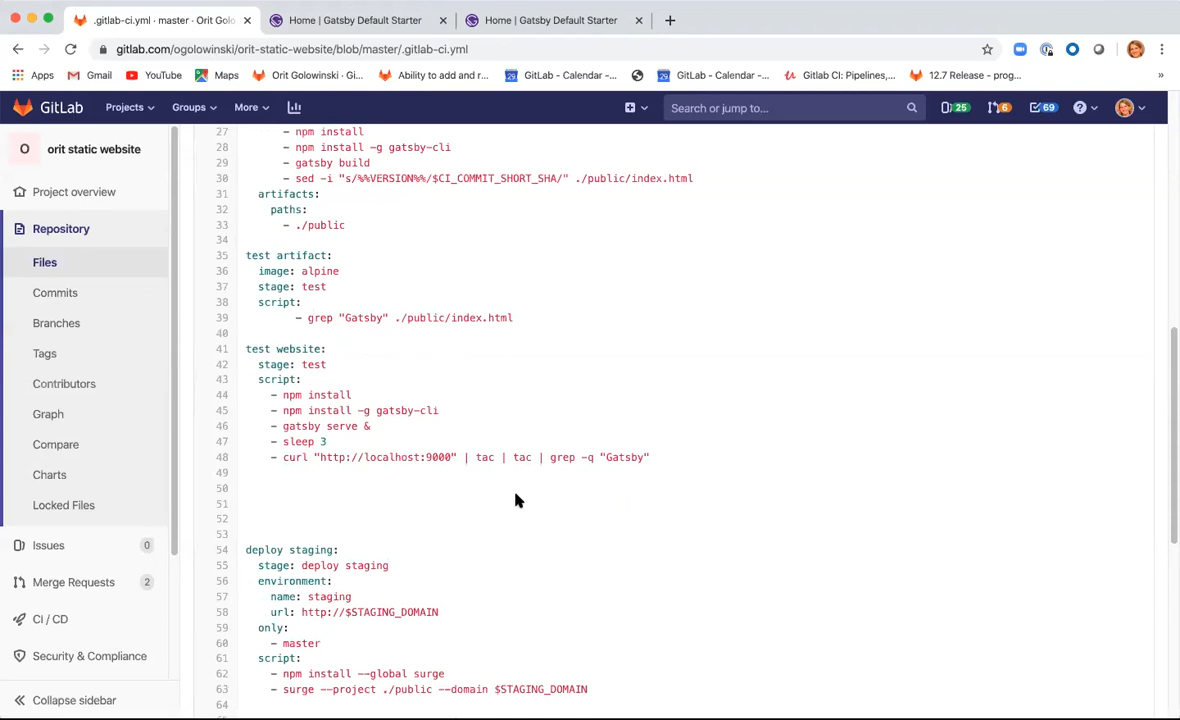 .gitlab-ci.yml · master · Orit Golo
Home | Gatsby Default Starter
Home | Gatsby Default Starter
gitlab.com/ogolowinski/orit-static-website/blob/master/.gitlab-ci.yml
Apps Gmail YouTube Maps Orit Golowinski · Gi... Ability to add and r... GitLab - Calendar -... GitLab - Calendar -... Gitlab CI: Pipelines,... 12.7 Release - prog... »
GitLab Projects Groups More Search or jump to... 25 6 69
O orit static website
Project overview
Repository
Files
Commits
Branches
Tags
Contributors
Graph
Compare
Charts
Locked Files
Issues 0
Merge Requests 2
CI / CD
Security & Compliance
Collapse sidebar
27 - npm install
28 - npm install -g gatsby-cli
29 - gatsby build
30 - sed -i "s/%%VERSION%%/$CI_COMMIT_SHORT_SHA/" ./public/index.html
31 artifacts:
32 paths:
33 - ./public
34
35 test artifact:
36 image: alpine
37 stage: test
38 script:
39 - grep "Gatsby" ./public/index.html
40
41 test website:
42 stage: test
43 script:
44 - npm install
45 - npm install -g gatsby-cli
46 - gatsby serve &
47 - sleep 3
48 - curl "http://localhost:9000" | tac | tac | grep -q "Gatsby"
49
50
51
52
53
54 deploy staging:
55 stage: deploy staging
56 environment:
57 name: staging
58 url: http://$STAGING_DOMAIN
59 only:
60 - master
61 script:
62 - npm install --global surge
63 - surge --project ./public --domain $STAGING_DOMAIN
64